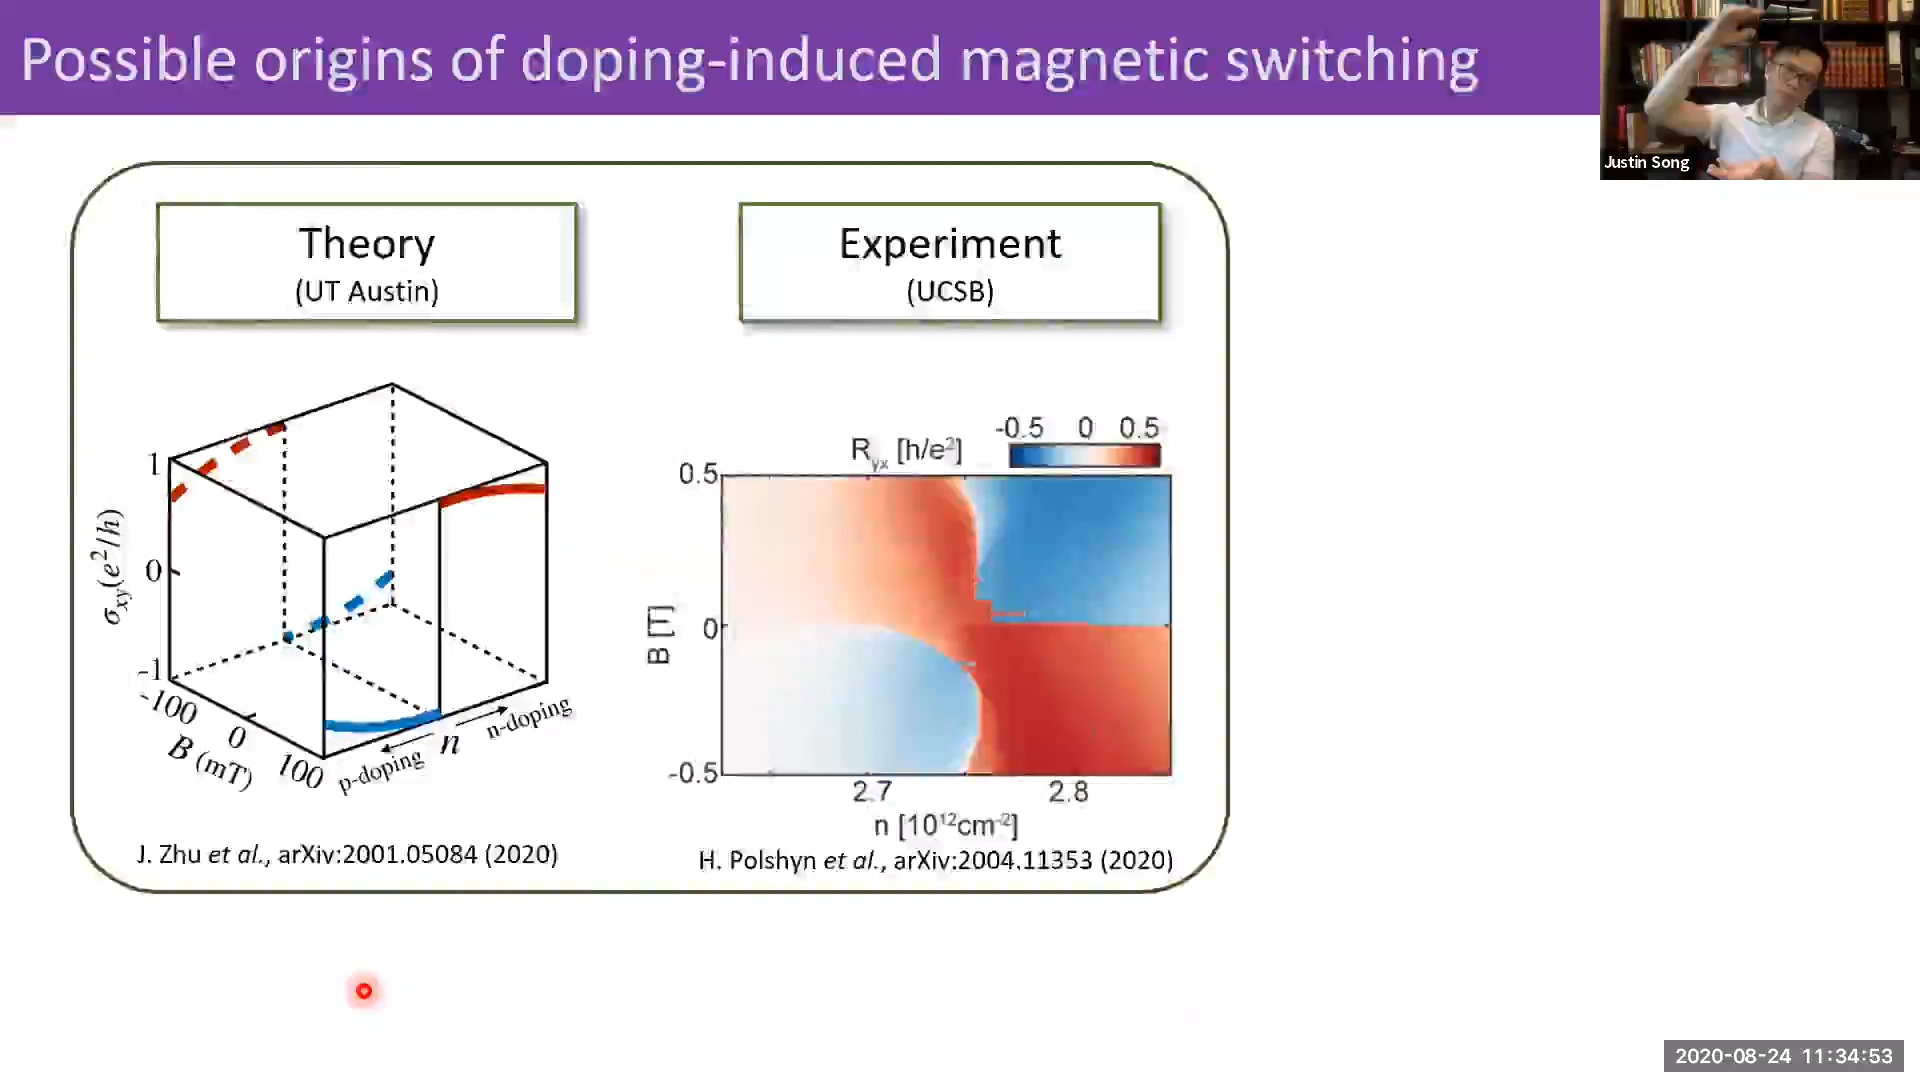 Possible origins of doping-induced magnetic switching
Justin Song
Theory
(UT Austin)
Experiment
(UCSB)
1
0
-1
σxy(e²/h)
-100
0
100
B (mT)
p-doping
n
n-doping
Ryx [h/e²]
-0.5 0 0.5
0.5
0
-0.5
B [T]
2.7 2.8
n [10¹²cm⁻²]
J. Zhu et al., arXiv:2001.05084 (2020)
H. Polshyn et al., arXiv:2004.11353 (2020)
2020-08-24 11:34:53